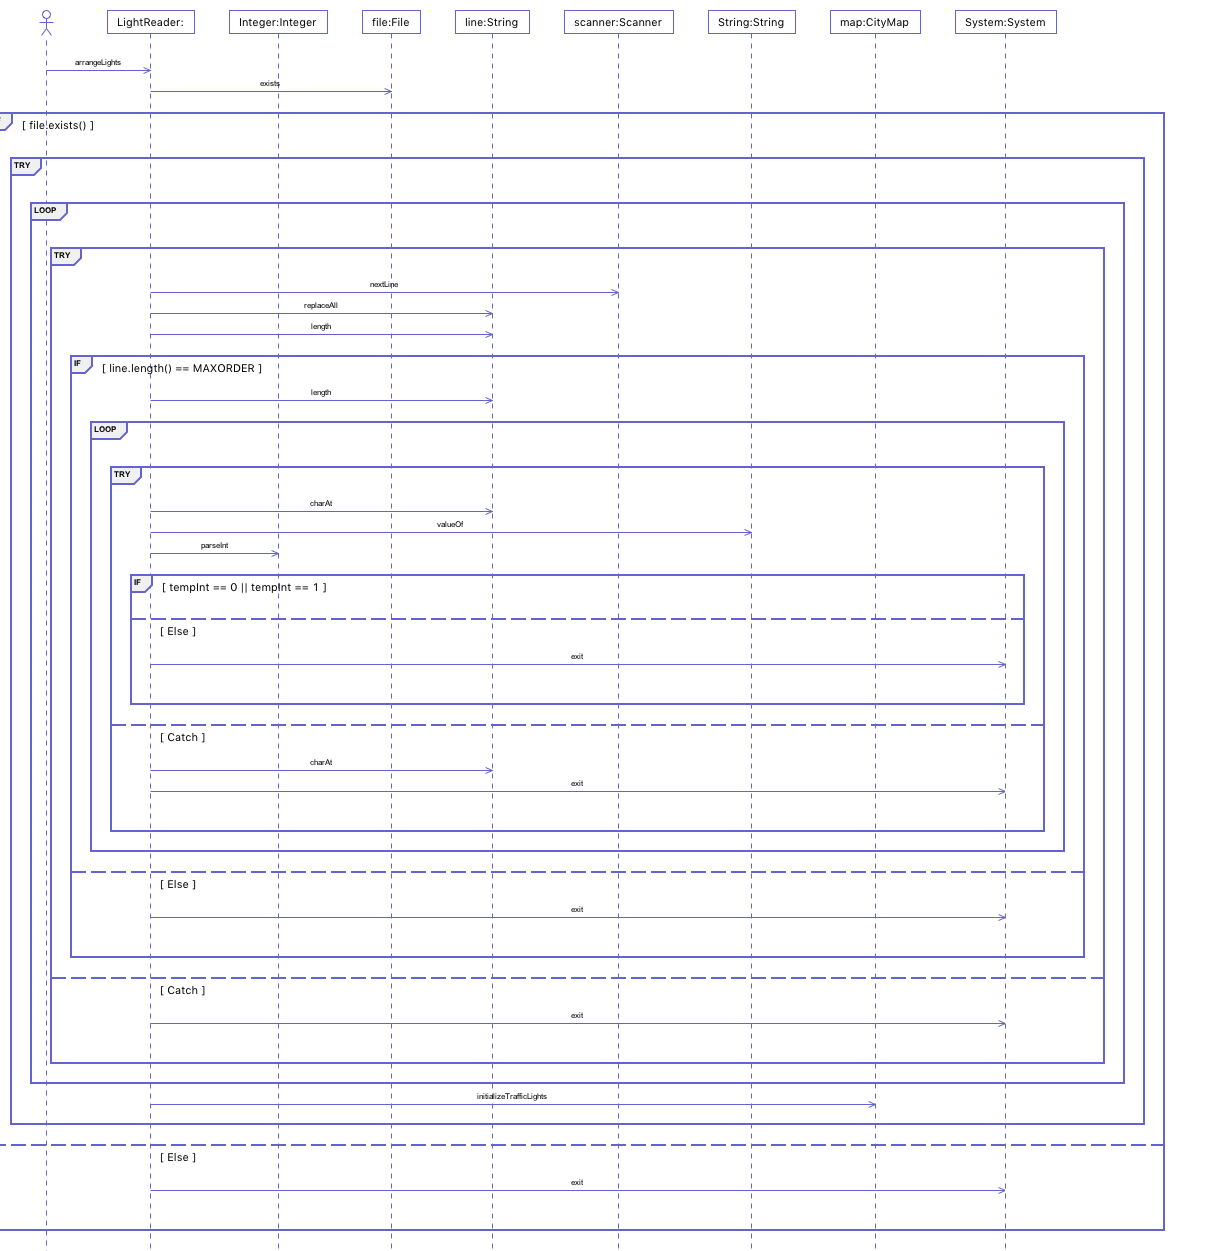 LightReader:
Integer:Integer
file:File
line:String
scanner:Scanner
String:String
map:CityMap
System:System
arrangeLights
exists
[ file.exists() ]
TRY
LOOP
TRY
nextLine
replaceAll
length
IF
[ line.length() == MAXORDER ]
length
LOOP
TRY
charAt
valueOf
parseInt
IF
[ tempInt == 0 || tempInt == 1 ]
[ Else ]
exit
[ Catch ]
charAt
exit
[ Else ]
exit
[ Catch ]
exit
initializeTrafficLights
[ Else ]
exit